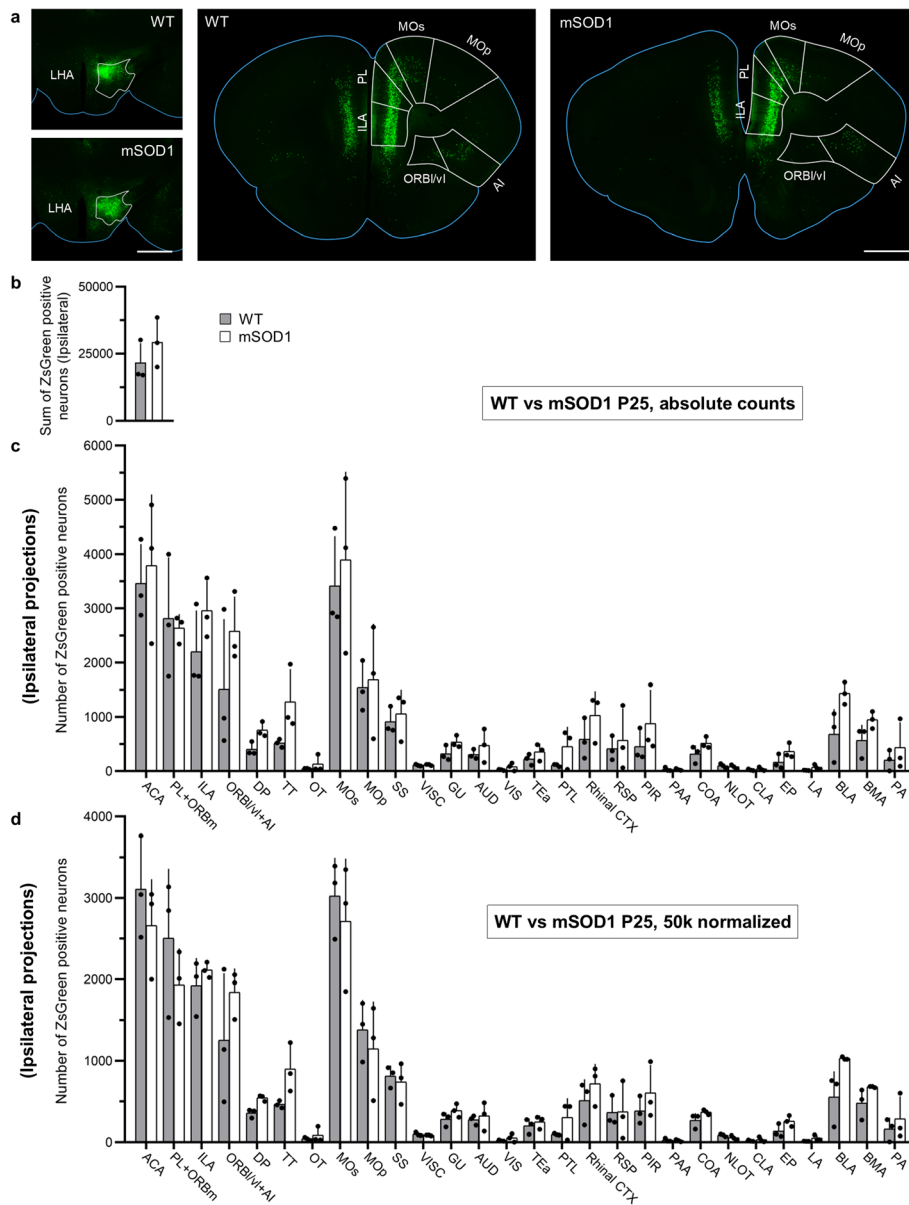 a
WT
LHA
mSOD1
LHA
WT
MOs
MOp
PL
ILA
ORBl/vl
AI
mSOD1
MOs
MOp
PL
ILA
ORBl/vl
AI
b
Sum of ZsGreen positive
neurons (Ipsilateral)
50000
25000
0
WT
mSOD1
WT vs mSOD1 P25, absolute counts
c
(Ipsilateral projections)
Number of ZsGreen positive neurons
6000
5000
4000
3000
2000
1000
0
ACA
PL+ORBm
ILA
ORBl/vl+AI
DP
TT
OT
MOs
MOp
SS
VISC
GU
AUD
VIS
TEa
PTL
Rhinal CTX
RSP
PIR
PAA
COA
NLOT
CLA
EP
LA
BLA
BMA
PA
d
(Ipsilateral projections)
Number of ZsGreen positive neurons
4000
3000
2000
1000
0
WT vs mSOD1 P25, 50k normalized
ACA
PL+ORBm
ILA
ORBl/vl+AI
DP
TT
OT
MOs
MOp
SS
VISC
GU
AUD
VIS
TEa
PTL
Rhinal CTX
RSP
PIR
PAA
COA
NLOT
CLA
EP
LA
BLA
BMA
PA